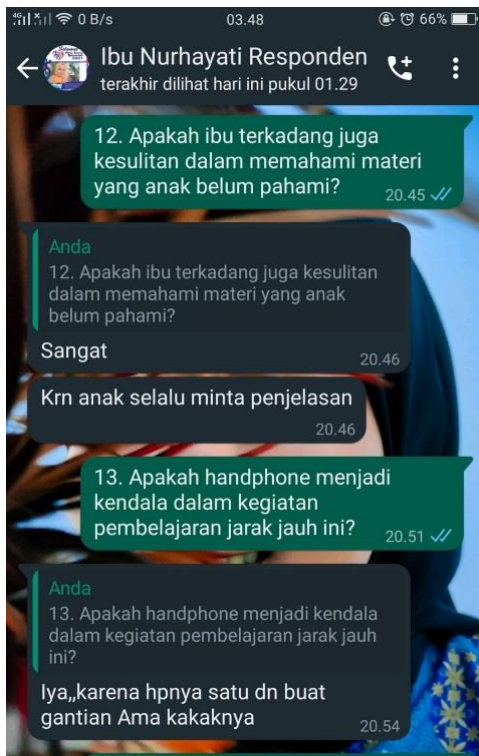 4G 0 B/s 03.48 66%
Ibu Nurhayati Responden
terakhir dilihat hari ini pukul 01.29
12. Apakah ibu terkadang juga
kesulitan dalam memahami materi
yang anak belum pahami?
20.45
Anda
12. Apakah ibu terkadang juga kesulitan
dalam memahami materi yang anak
belum pahami?
Sangat
20.46
Krn anak selalu minta penjelasan
20.46
13. Apakah handphone menjadi
kendala dalam kegiatan
pembelajaran jarak jauh ini?
20.51
Anda
13. Apakah handphone menjadi kendala
dalam kegiatan pembelajaran jarak jauh
ini?
Iya,,karena hpnya satu dn buat
gantian Ama kakaknya
20.54